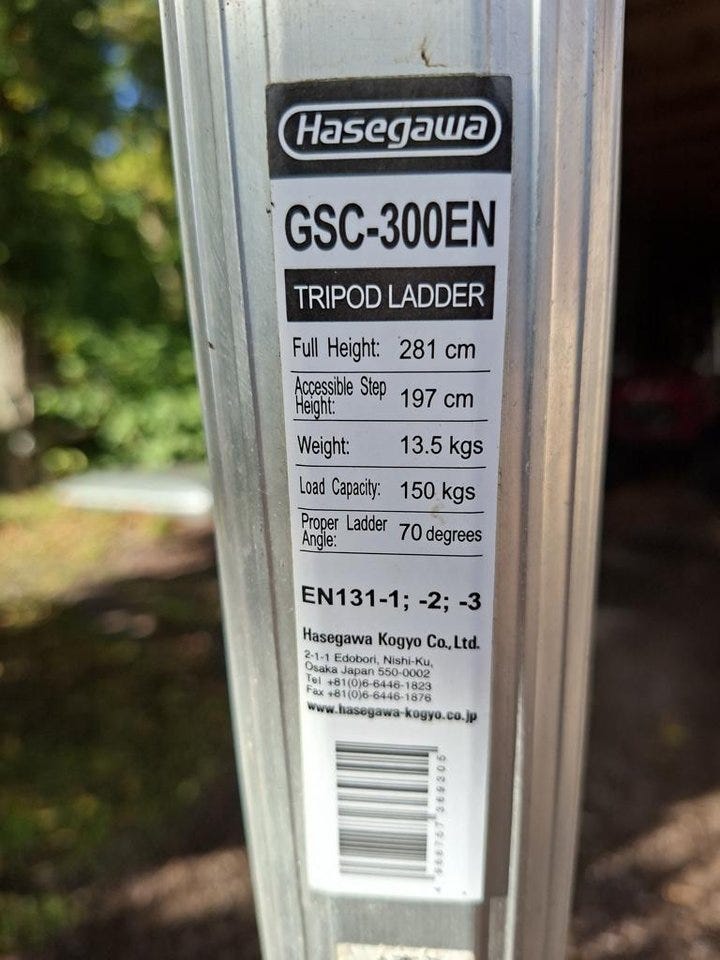 Hasegawa
GSC-300EN
TRIPOD LADDER
Full Height: 281 cm
Accessible Step Height: 197 cm
Weight: 13.5 kgs
Load Capacity: 150 kgs
Proper Ladder Angle: 70 degrees
EN131-1; -2; -3
Hasegawa Kogyo Co., Ltd.
2-1-1 Edobori, Nishi-Ku,
Osaka Japan 550-0002
Tel +81(0)6-6446-1823
Fax +81(0)6-6446-1876
www.hasegawa-kogyo.co.jp